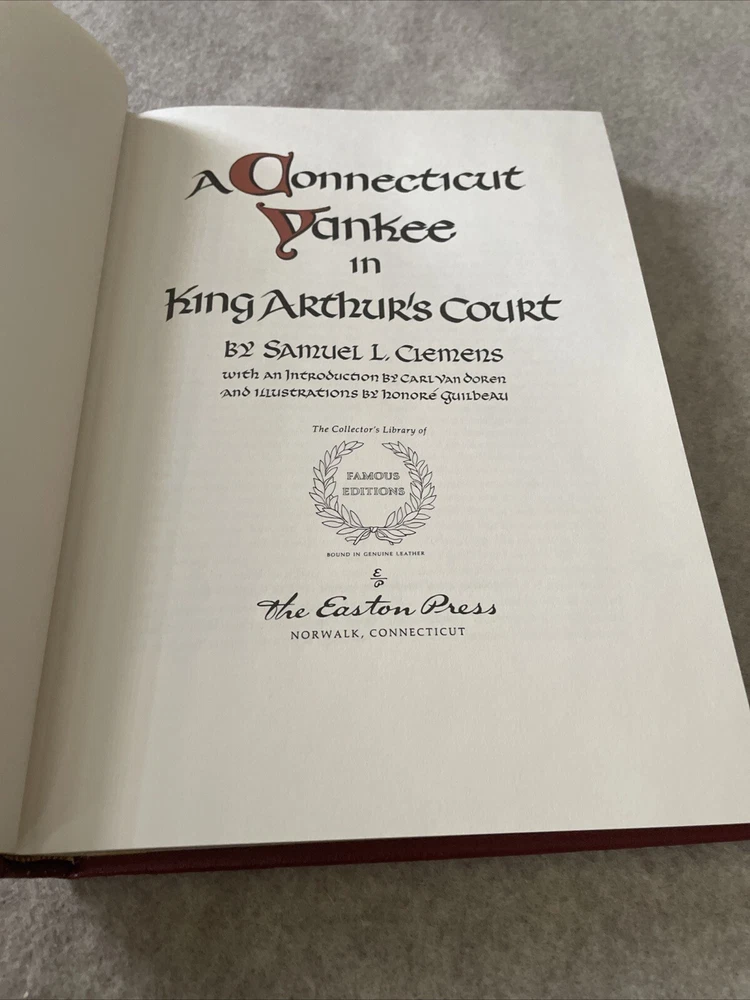 A Connecticut
Yankee
in
King Arthur's Court
By Samuel L. Clemens
with an Introduction By Carl Van Doren
and Illustrations By Honoré Guilbeau
The Collector's Library of
FAMOUS
EDITIONS
BOUND IN GENUINE LEATHER
E
P
The Easton Press
NORWALK, CONNECTICUT